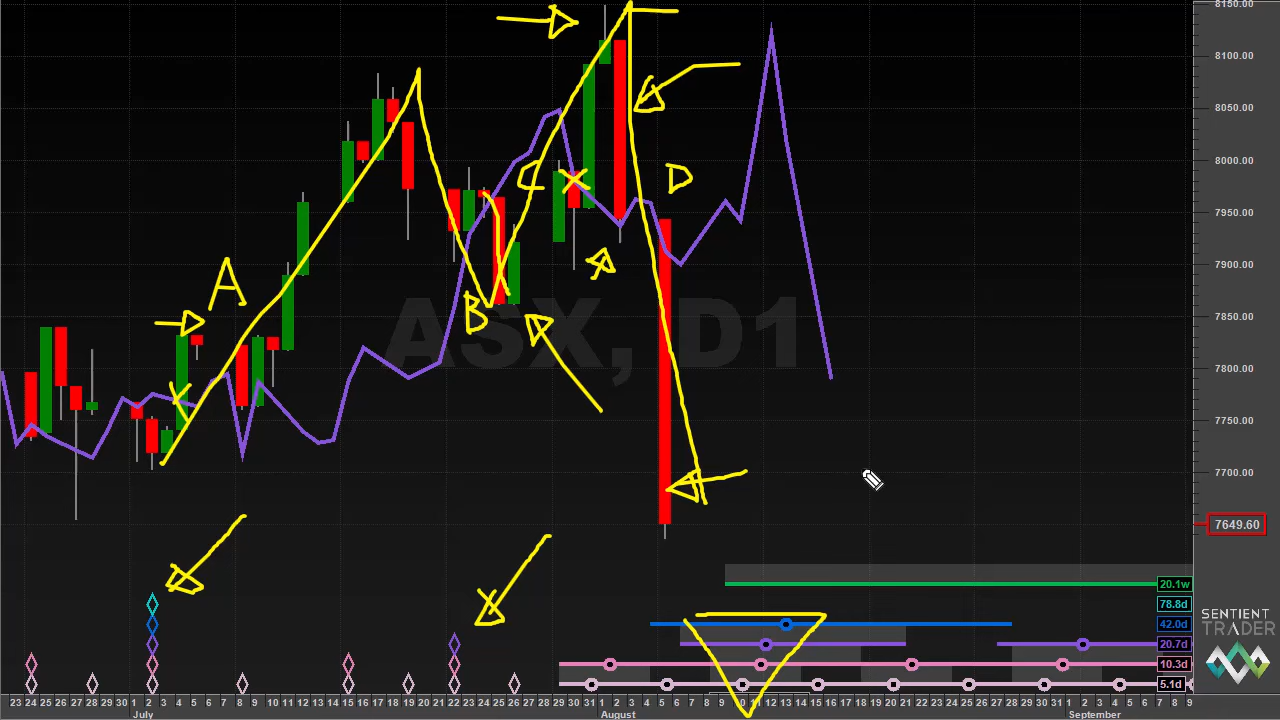 8150.00
8100.00
8050.00
8000.00
7950.00
7900.00
7850.00
7800.00
7750.00
7700.00
7649.60
A
B
C
D
ASX, D1
20.1w
78.8d
42.0d
20.7d
10.3d
5.1d
SENTIENT
TRADER
23 24 25 26 27 28 29 30 1 2 3 4 5 6 7 8 9 10 11 12 13 14 15 16 17 18 19 20 21 22 23 24 25 26 27 28 29 30 31 1 2 3 4 5 6 7 8 9 10 11 12 13 14 15 16 17 18 19 20 21 22 23 24 25 26 27 28 29 30 31 1 2 3 4 5 6 7 8 9
July August September